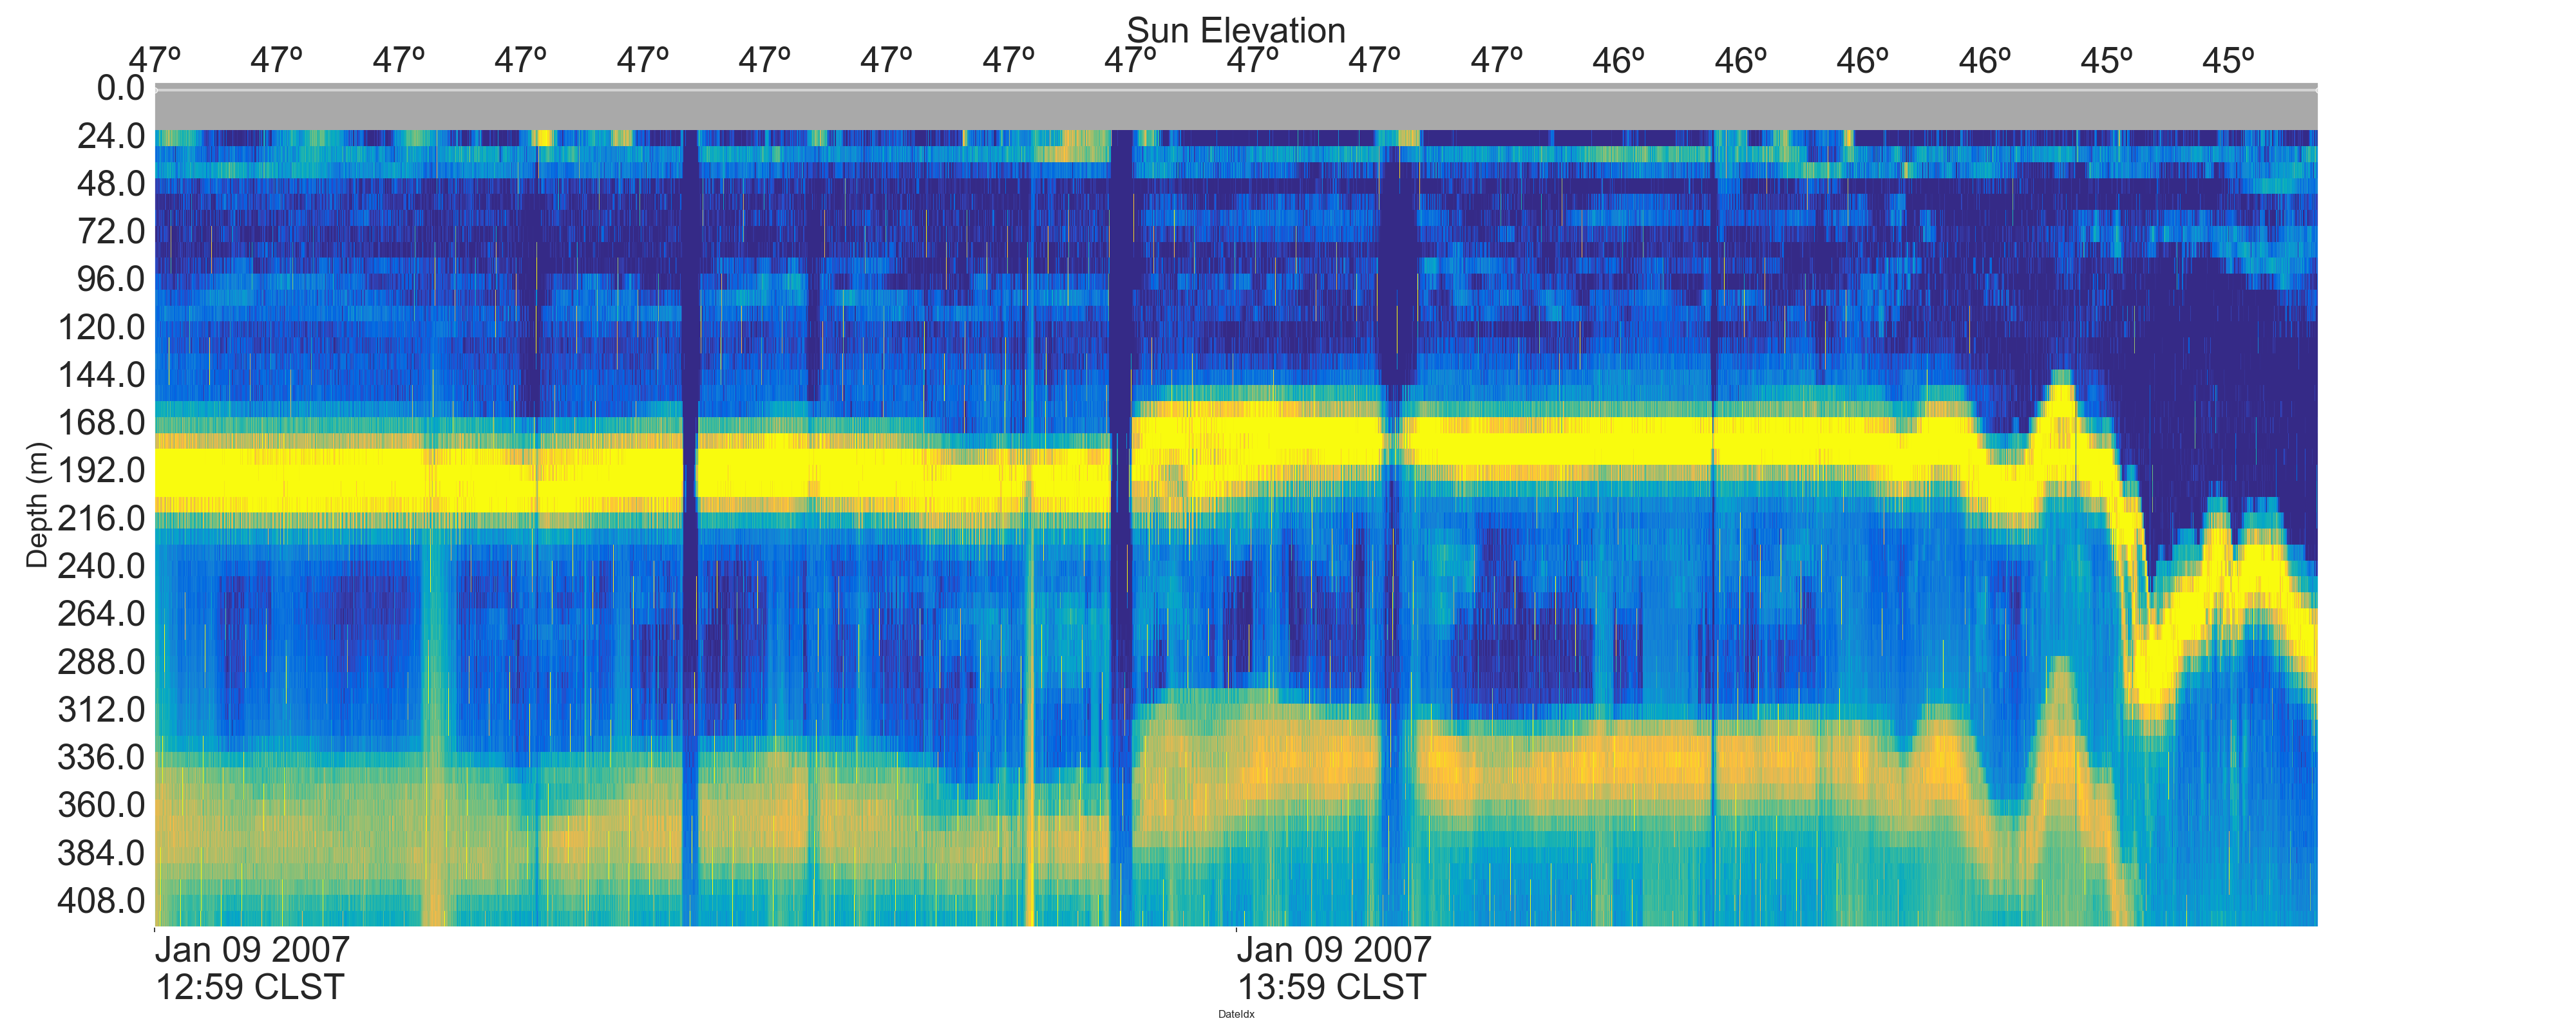 Sun Elevation
47º 47º 47º 47º 47º 47º 47º 47º 47º 47º 47º 47º 46º 46º 46º 46º 45º 45º
0.0
24.0
48.0
72.0
96.0
120.0
144.0
168.0
192.0
216.0
240.0
264.0
288.0
312.0
336.0
360.0
384.0
408.0
Depth (m)
Jan 09 2007
12:59 CLST
Jan 09 2007
13:59 CLST
DateIdx